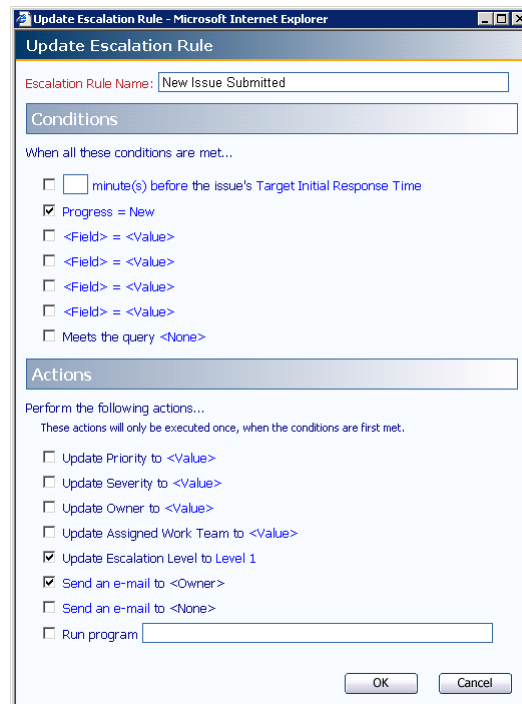 Update Escalation Rule - Microsoft Internet Explorer
Update Escalation Rule
Escalation Rule Name: New Issue Submitted
Conditions
When all these conditions are met...
minute(s) before the issue's Target Initial Response Time
Progress = New
<Field> = <Value>
<Field> = <Value>
<Field> = <Value>
<Field> = <Value>
Meets the query <None>
Actions
Perform the following actions...
These actions will only be executed once, when the conditions are first met.
Update Priority to <Value>
Update Severity to <Value>
Update Owner to <Value>
Update Assigned Work Team to <Value>
Update Escalation Level to Level 1
Send an e-mail to <Owner>
Send an e-mail to <None>
Run program
OK Cancel